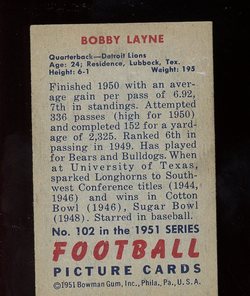 BOBBY LAYNE
Quarterback—Detroit Lions
Age: 24; Residence, Lubbock, Tex.
Height: 6-1 Weight: 195
Finished 1950 with an aver-
age gain per pass of 6.92,
7th in standings. Attempted
336 passes (high for 1950)
and completed 152 for a yard-
age of 2,325. Ranked 6th in
passing in 1949. Has played
for Bears and Bulldogs. When
at University of Texas,
sparked Longhorns to South-
west Conference titles (1944,
1946) and wins in Cotton
Bowl (1946), Sugar Bowl
(1948). Starred in baseball.
No. 102 in the 1951 SERIES
FOOTBALL
PICTURE CARDS
©1951 Bowman Gum, Inc., Phila., Pa., U. S. A.